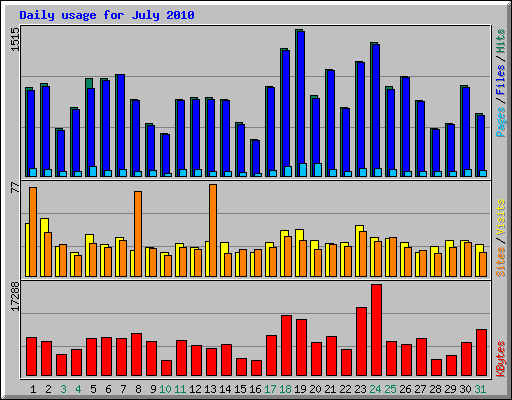 Daily usage for July 2010
1515
Pages / Files / Hits
77
Sites / Visits
17288
KBytes
1 2 3 4 5 6 7 8 9 10 11 12 13 14 15 16 17 18 19 20 21 22 23 24 25 26 27 28 29 30 31